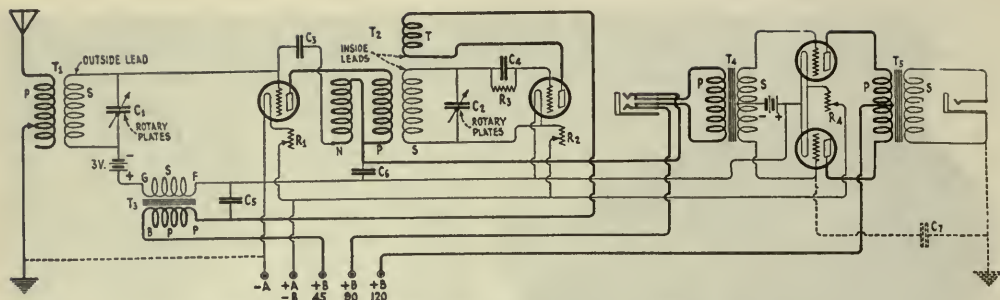 T1
OUTSIDE LEAD
P
S
C1
ROTARY
PLATES
3V.
-
+
G S F
T3
B P P
C5
C3
R1
N
C6
T2
T
INSIDE
LEADS
P
S
C2
ROTARY
PLATES
C4
R3
R2
T4
P
S
- +
R4
T5
P
S
C7
-A
+A
-B
+B
45
+B
90
+B
120